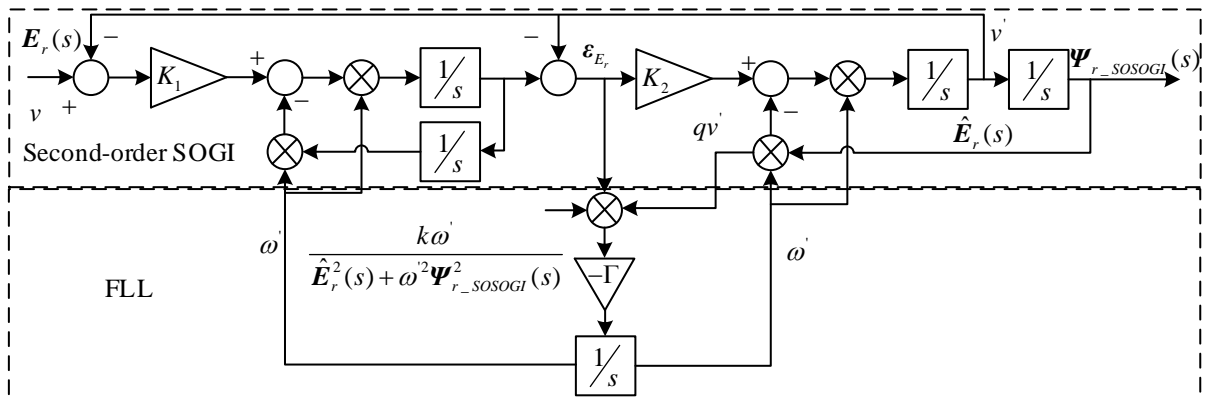 E_r(s)
−
v
+
K_1
+
−
1/s
1/s
−
ε_{E_r}
K_2
+
−
1/s
v'
1/s
Ψ_{r_SOSOGI}(s)
qv'
Ê_r(s)
Second-order SOGI
ω'
kω'
Ê_r^2(s) + ω'^2 Ψ_{r_SOSOGI}^2(s)
−Γ
ω'
FLL
1/s